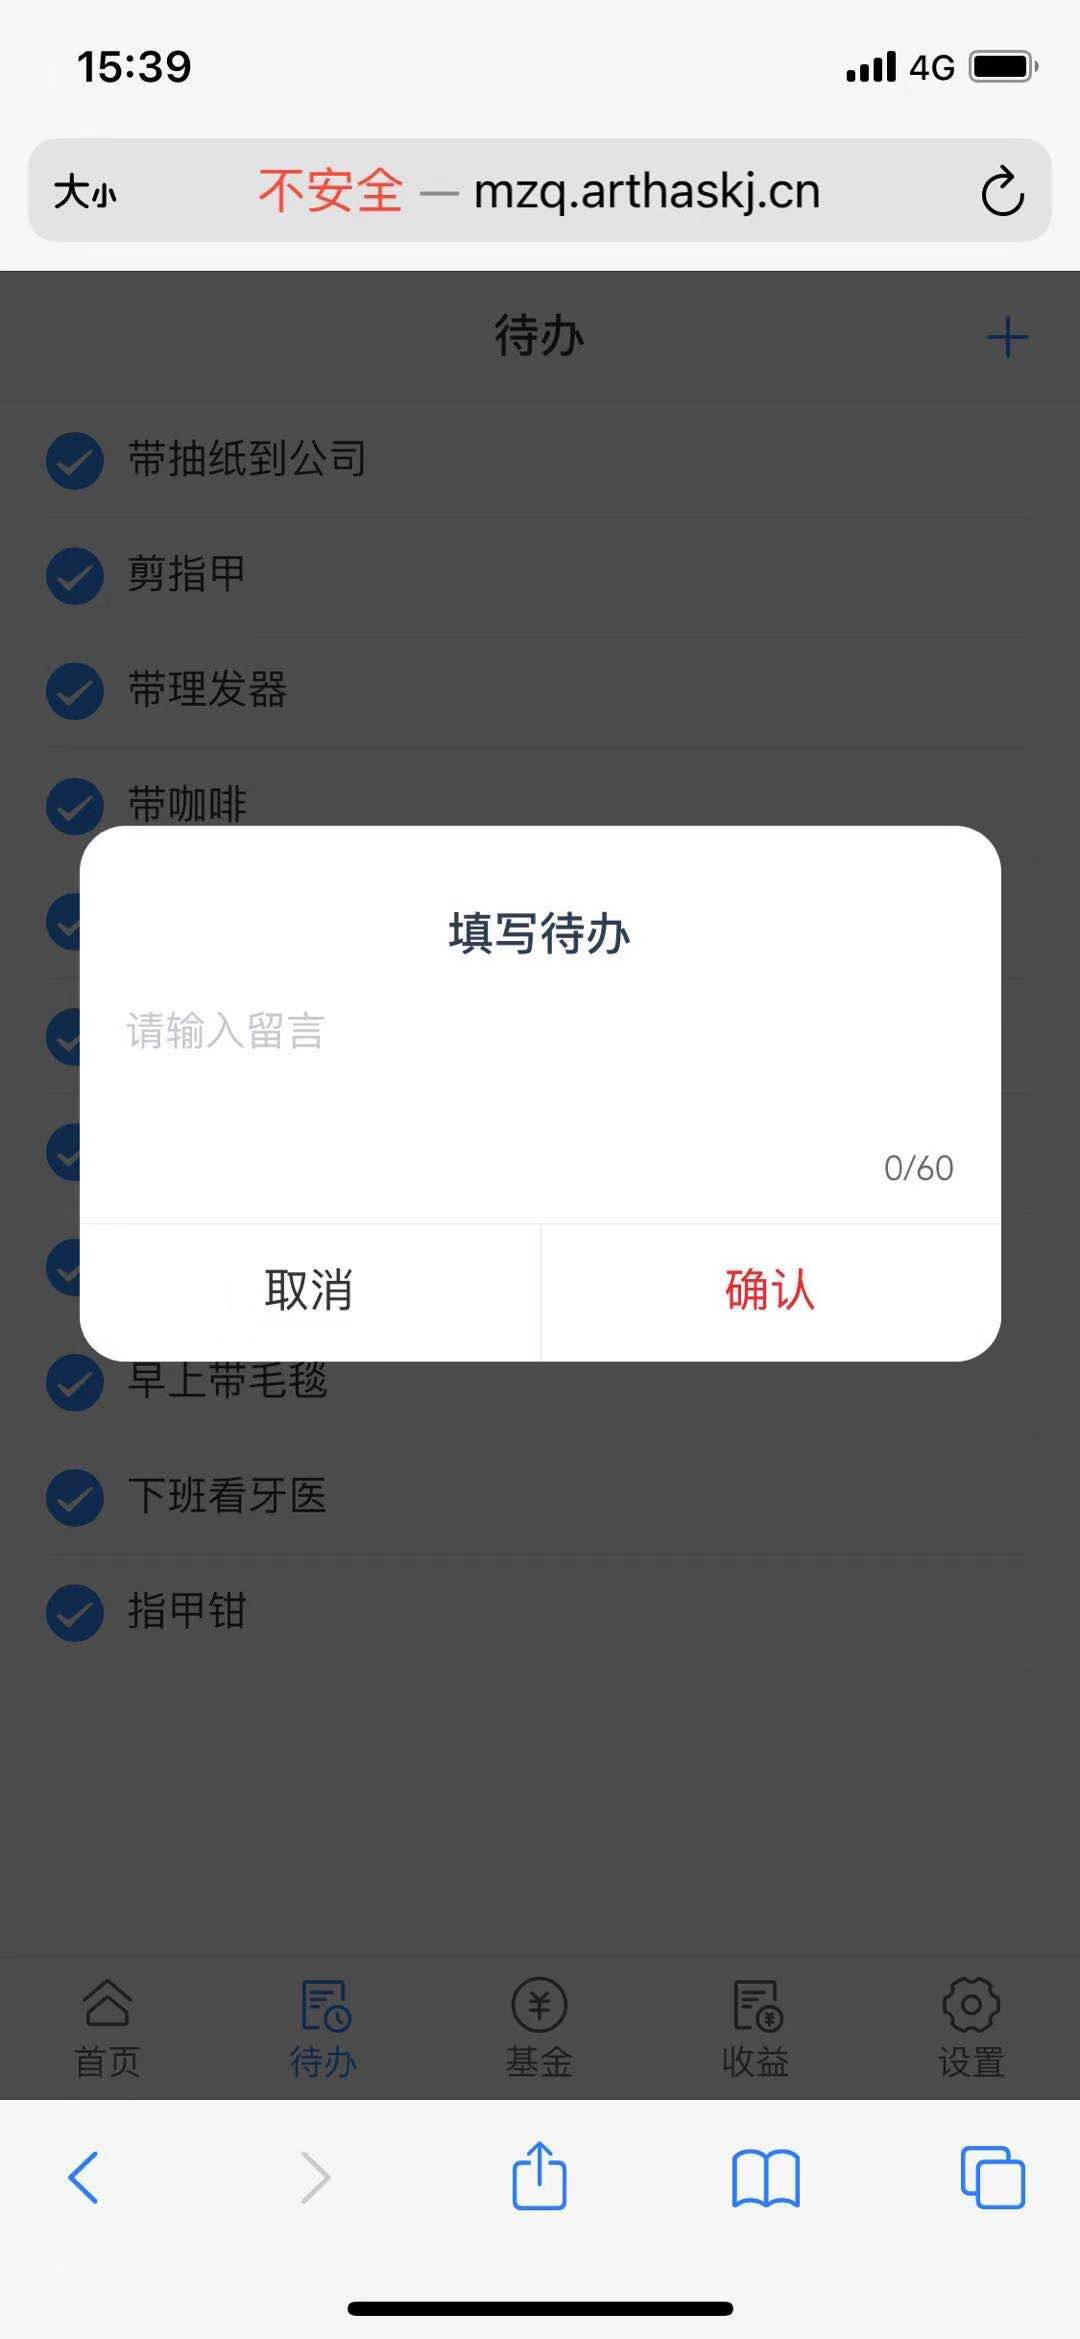 15:39
4G
大小
不安全 — mzq.arthaskj.cn
待办
带抽纸到公司
剪指甲
带理发器
带咖啡
填写待办
请输入留言
0/60
取消
确认
早上带毛毯
下班看牙医
指甲钳
首页
待办
基金
收益
设置